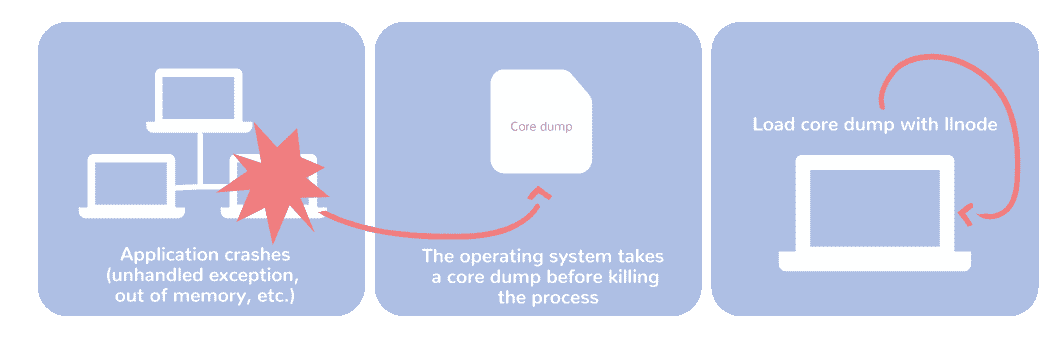 Application crashes
(unhandled exception,
out of memory, etc.)
Core dump
The operating system takes
a core dump before killing
the process
Load core dump with llnode